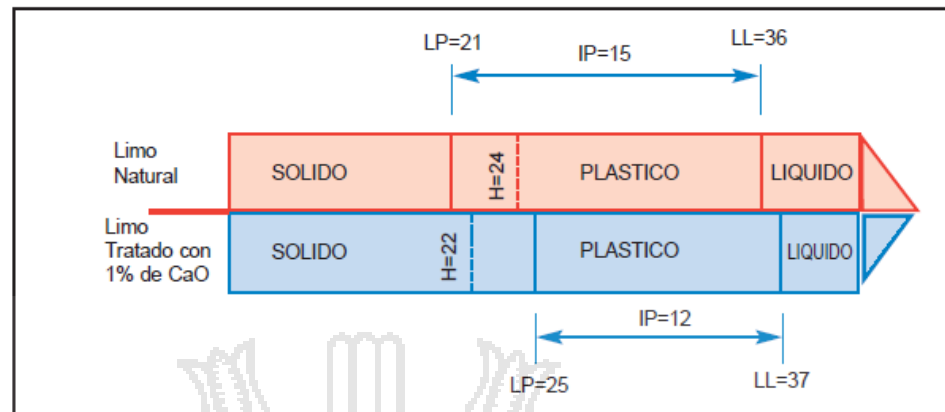 LP=21
IP=15
LL=36
Limo
Natural
SOLIDO
H=24
PLASTICO
LIQUIDO
Limo
Tratado con
1% de CaO
SOLIDO
H=22
PLASTICO
LIQUIDO
IP=12
LP=25
LL=37